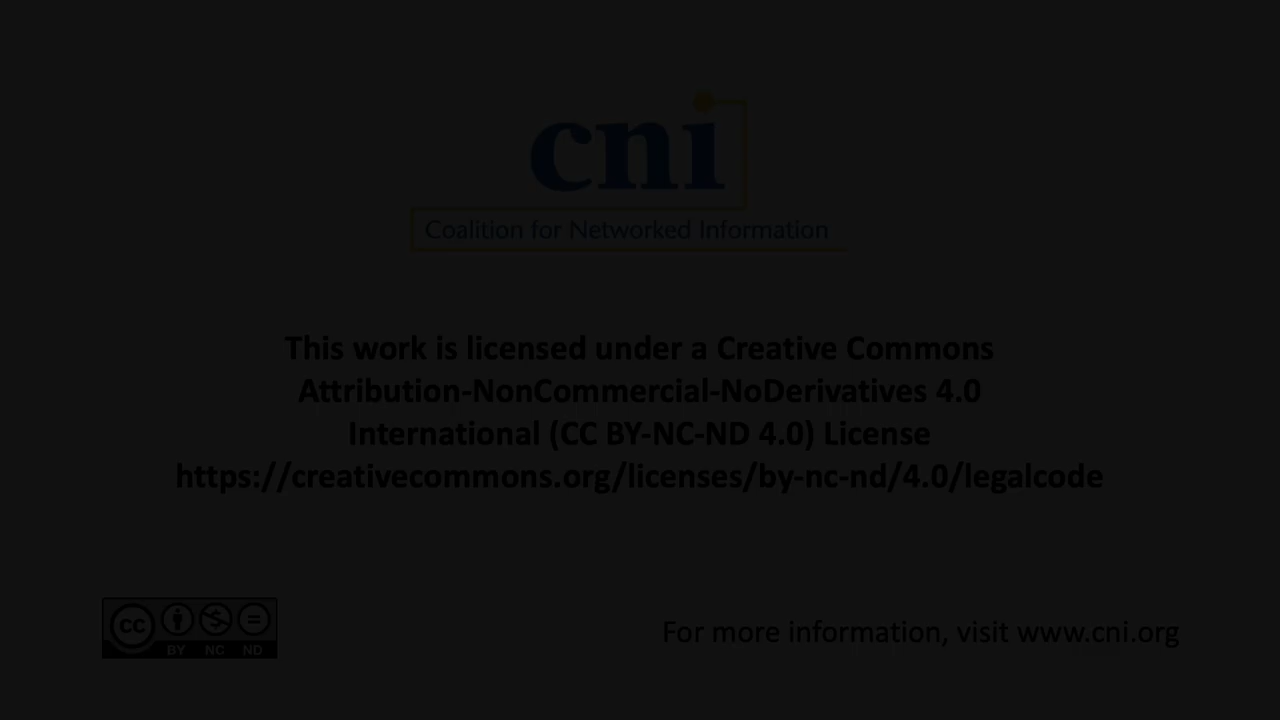 cni
Coalition for Networked Information
This work is licensed under a Creative Commons
Attribution-NonCommercial-NoDerivatives 4.0
International (CC BY-NC-ND 4.0) License
https://creativecommons.org/licenses/by-nc-nd/4.0/legalcode
cc
BY NC ND
For more information, visit www.cni.org